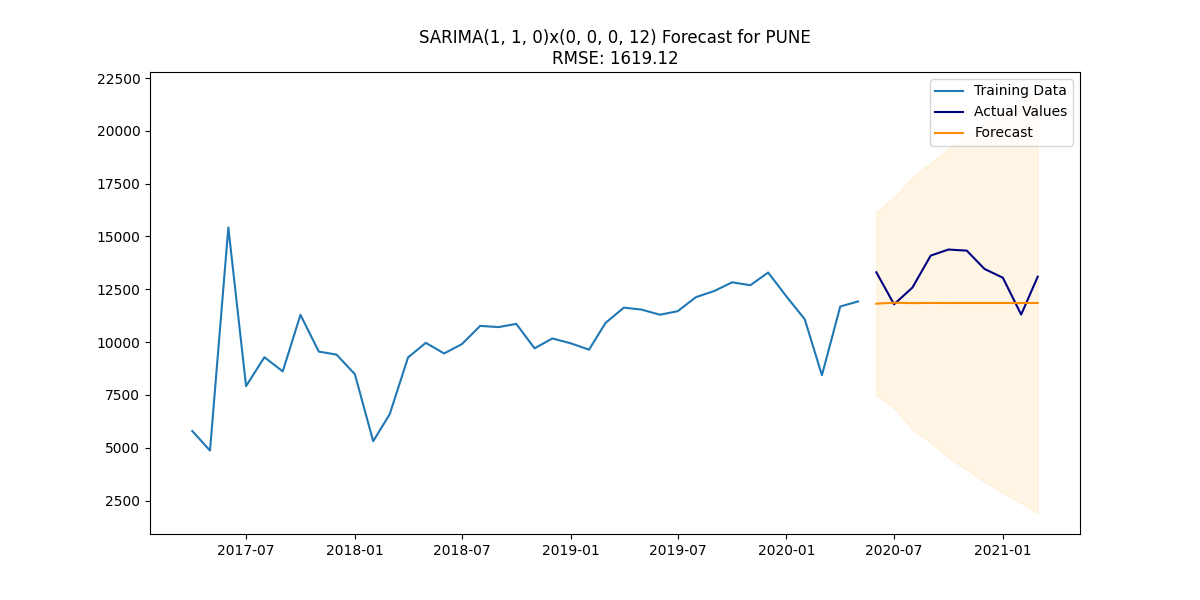 SARIMA(1, 1, 0)x(0, 0, 0, 12) Forecast for PUNE
RMSE: 1619.12
22500
20000
17500
15000
12500
10000
7500
5000
2500
Training Data
Actual Values
Forecast
2017-07 2018-01 2018-07 2019-01 2019-07 2020-01 2020-07 2021-01